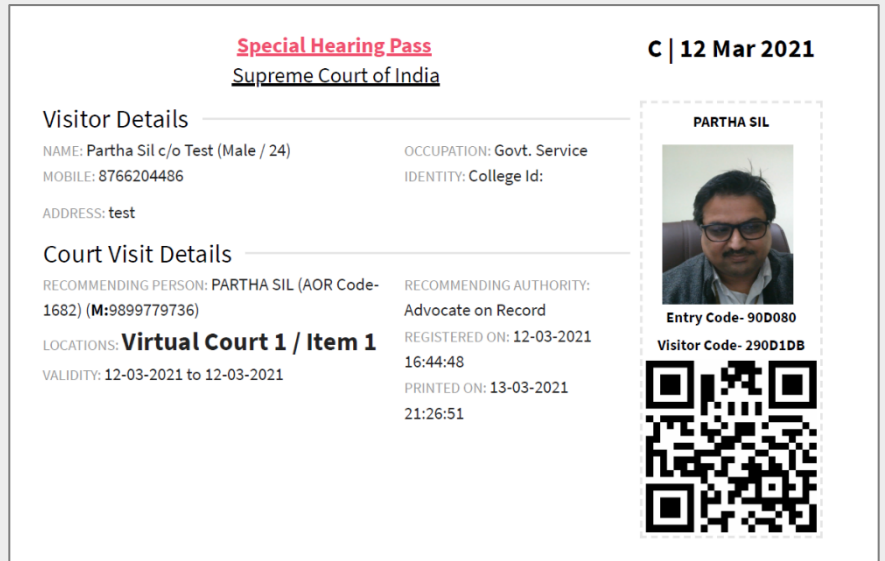 Special Hearing Pass
Supreme Court of India
C | 12 Mar 2021
Visitor Details
NAME: Partha Sil c/o Test (Male / 24)
MOBILE: 8766204486
ADDRESS: test
OCCUPATION: Govt. Service
IDENTITY: College Id:
Court Visit Details
RECOMMENDING PERSON: PARTHA SIL (AOR Code-
1682) (M:9899779736)
LOCATIONS: Virtual Court 1 / Item 1
VALIDITY: 12-03-2021 to 12-03-2021
RECOMMENDING AUTHORITY:
Advocate on Record
REGISTERED ON: 12-03-2021
16:44:48
PRINTED ON: 13-03-2021
21:26:51
PARTHA SIL
Entry Code- 90D080
Visitor Code- 290D1DB